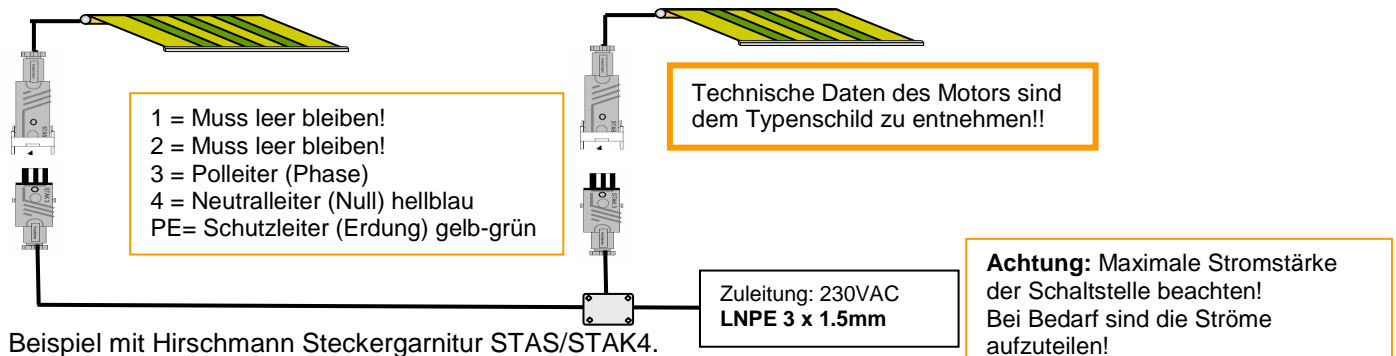 1 = Muss leer bleiben!
2 = Muss leer bleiben!
3 = Polleiter (Phase)
4 = Neutralleiter (Null) hellblau
PE= Schutzleiter (Erdung) gelb-grün
Technische Daten des Motors sind
dem Typenschild zu entnehmen!!
Zuleitung: 230VAC
LNPE 3 x 1.5mm
Achtung: Maximale Stromstärke
der Schaltstelle beachten!
Bei Bedarf sind die Ströme
aufzuteilen!
Beispiel mit Hirschmann Steckergarnitur STAS/STAK4.